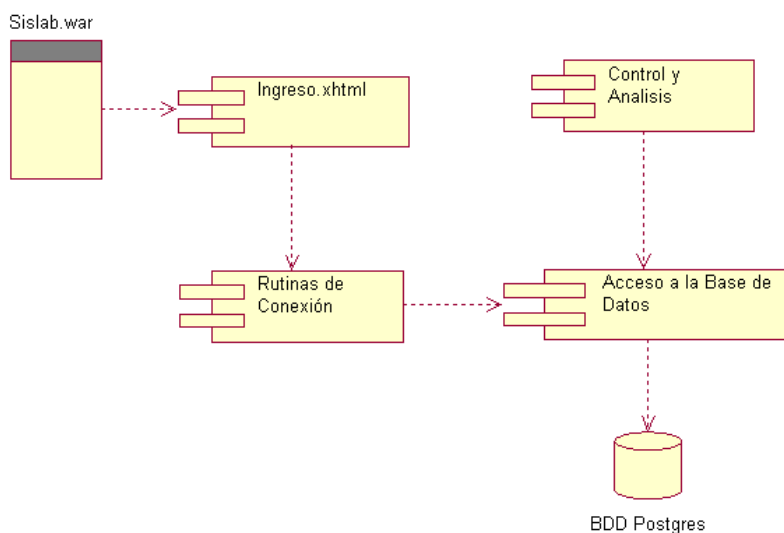 Sislab.war
Ingreso.xhtml
Control y
Analisis
Rutinas de
Conexión
Acceso a la Base de
Datos
BDD Postgres